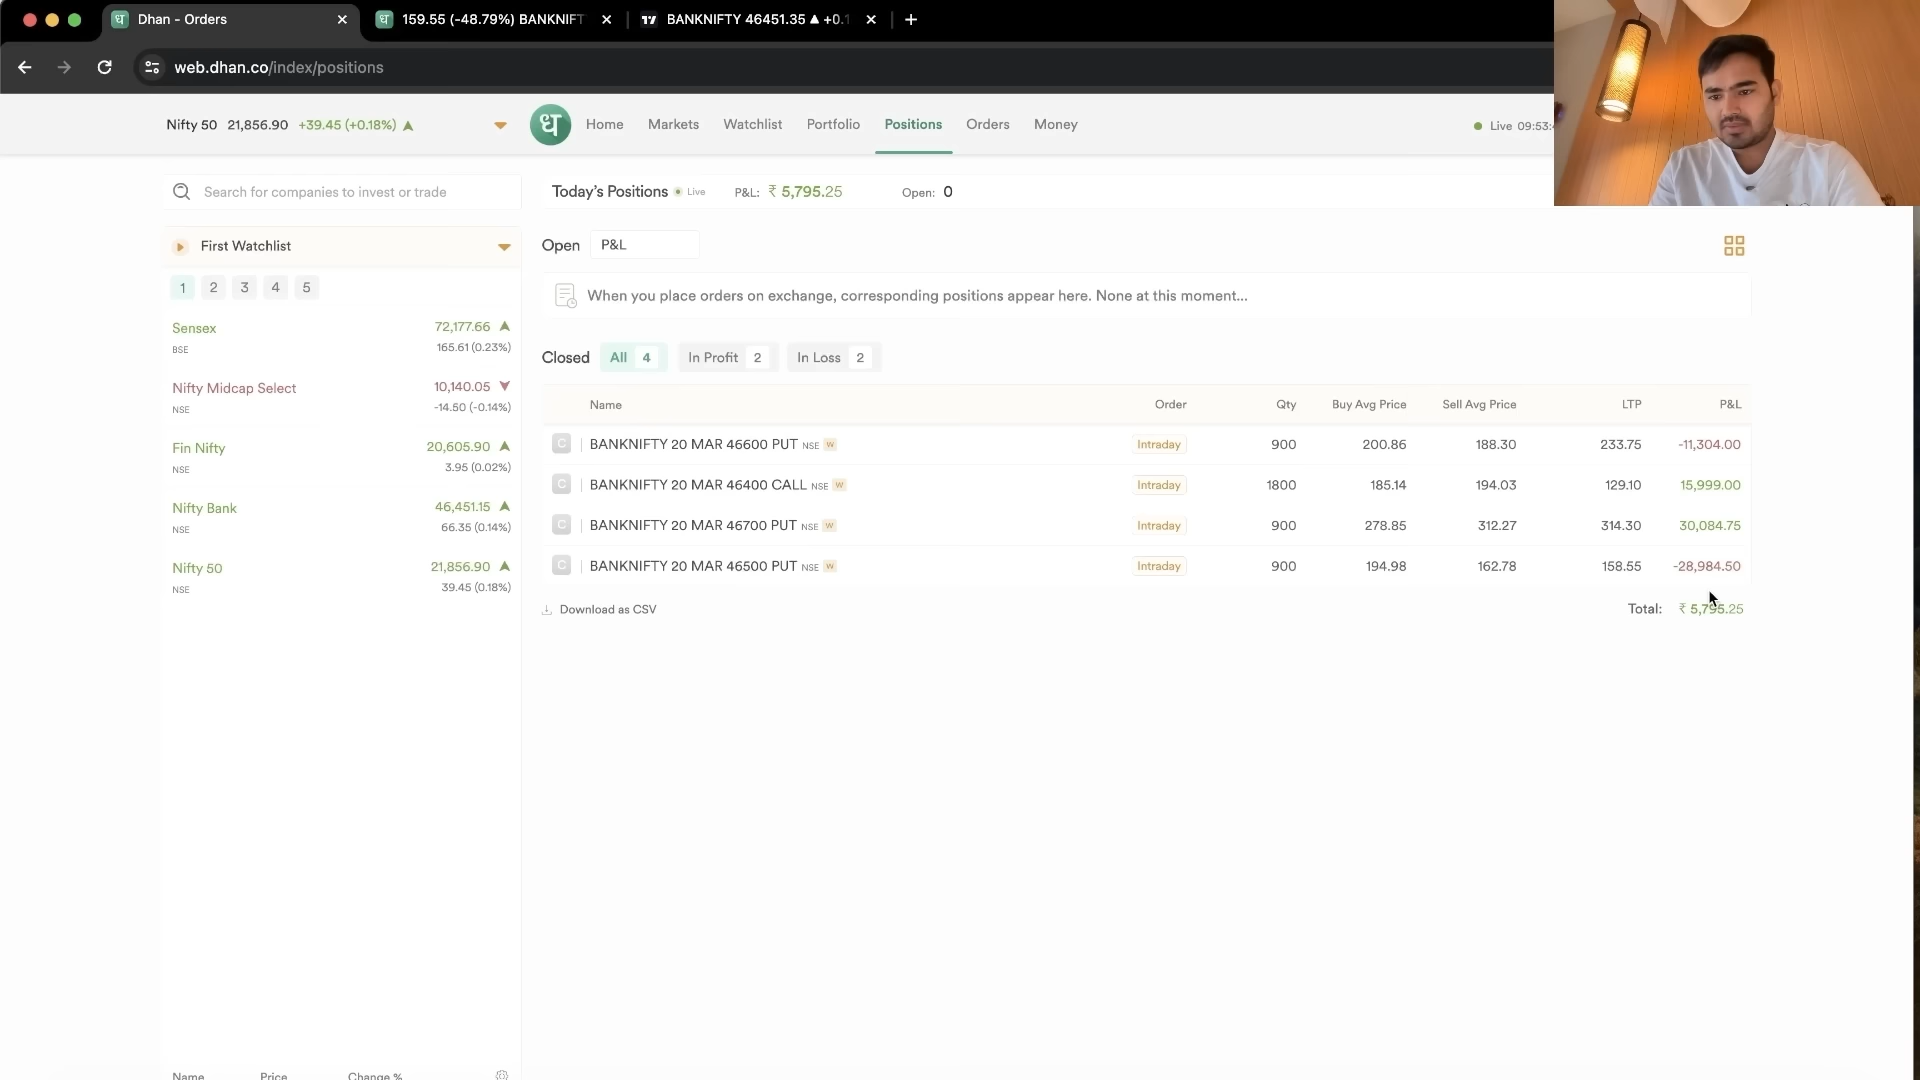 Dhan - Orders
159.55 (-48.79%) BANKNIFT
BANKNIFTY 46451.35 ▲ +0.1
web.dhan.co/index/positions
Nifty 50 21,856.90 +39.45 (+0.18%)
ध
Home Markets Watchlist Portfolio Positions Orders Money
Live 09:53:
Search for companies to invest or trade
Today's Positions Live P&L: ₹ 5,795.25 Open: 0
First Watchlist
1 2 3 4 5
Sensex 72,177.66
BSE 165.61 (0.23%)
Nifty Midcap Select 10,140.05
NSE -14.50 (-0.14%)
Fin Nifty 20,605.90
NSE 3.95 (0.02%)
Nifty Bank 46,451.15
NSE 66.35 (0.14%)
Nifty 50 21,856.90
NSE 39.45 (0.18%)
Name Price Change %
Open P&L
When you place orders on exchange, corresponding positions appear here. None at this moment...
Closed All 4 In Profit 2 In Loss 2
Name Order Qty Buy Avg Price Sell Avg Price LTP P&L
C BANKNIFTY 20 MAR 46600 PUT NSE W Intraday 900 200.86 188.30 233.75 -11,304.00
C BANKNIFTY 20 MAR 46400 CALL NSE W Intraday 1800 185.14 194.03 129.10 15,999.00
C BANKNIFTY 20 MAR 46700 PUT NSE W Intraday 900 278.85 312.27 314.30 30,084.75
C BANKNIFTY 20 MAR 46500 PUT NSE W Intraday 900 194.98 162.78 158.55 -28,984.50
Download as CSV Total: ₹ 5,795.25